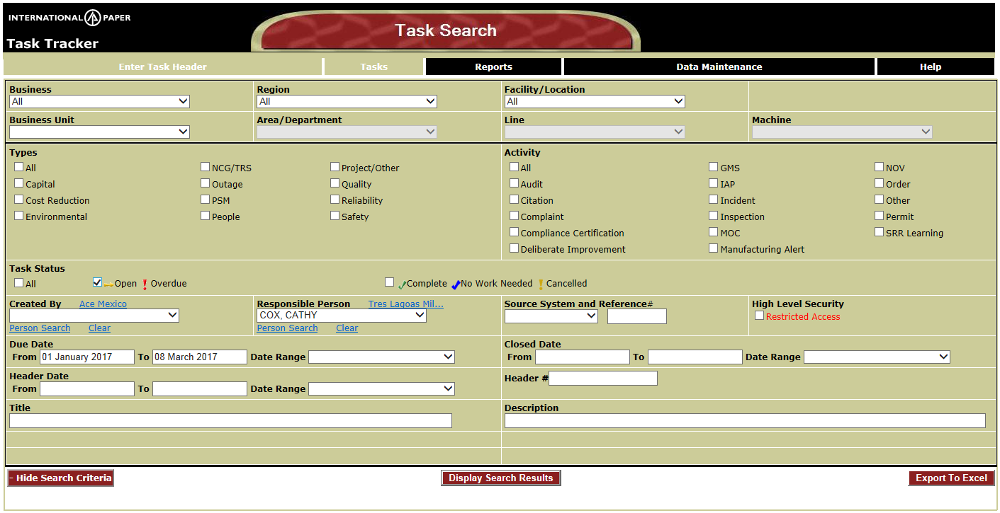 INTERNATIONAL PAPER
Task Tracker
Task Search
Enter Task Header Tasks Reports Data Maintenance Help
Business Region Facility/Location
All All All
Business Unit Area/Department Line Machine
Types Activity
All NCG/TRS Project/Other All GMS NOV
Capital Outage Quality Audit IAP Order
Cost Reduction PSM Reliability Citation Incident Other
Environmental People Safety Complaint Inspection Permit
Compliance Certification MOC SRR Learning
Deliberate Improvement Manufacturing Alert
Task Status
All Open Overdue Complete No Work Needed Cancelled
Created By Ace Mexico Responsible Person Tres Lagoas Mil... Source System and Reference# High Level Security
COX, CATHY Restricted Access
Person Search Clear Person Search Clear
Due Date Closed Date
From 01 January 2017 To 08 March 2017 Date Range From To Date Range
Header Date Header #
From To Date Range
Title Description
- Hide Search Criteria Display Search Results Export To Excel